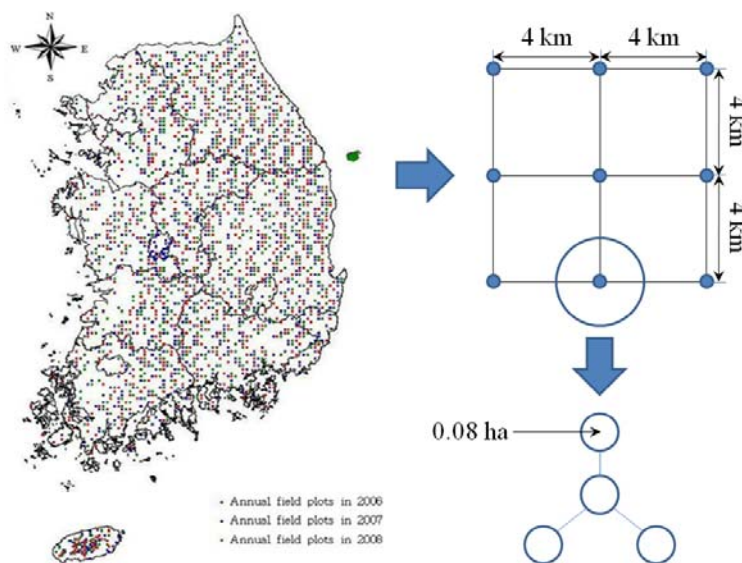 N
W E
S
4 km 4 km
4 km
4 km
0.08 ha
• Annual field plots in 2006
• Annual field plots in 2007
• Annual field plots in 2008